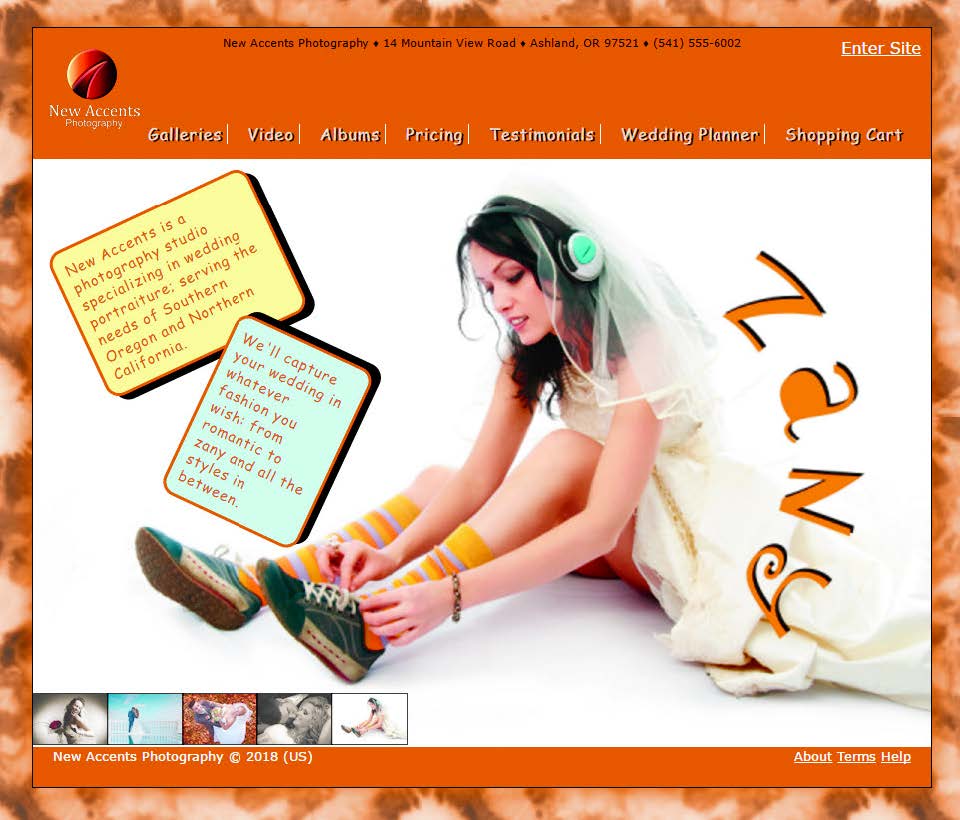 New Accents Photography ♦ 14 Mountain View Road ♦ Ashland, OR 97521 ♦ (541) 555-6002
Enter Site
New Accents
Photography
Galleries Video Albums Pricing Testimonials Wedding Planner Shopping Cart
New Accents is a
photography studio
specializing in wedding
portraiture; serving the
needs of Southern
Oregon and Northern
California.
We'll capture
your wedding in
whatever
fashion you
wish: from
romantic to
zany and all the
styles in
between.
Zany
New Accents Photography © 2018 (US)
About Terms Help